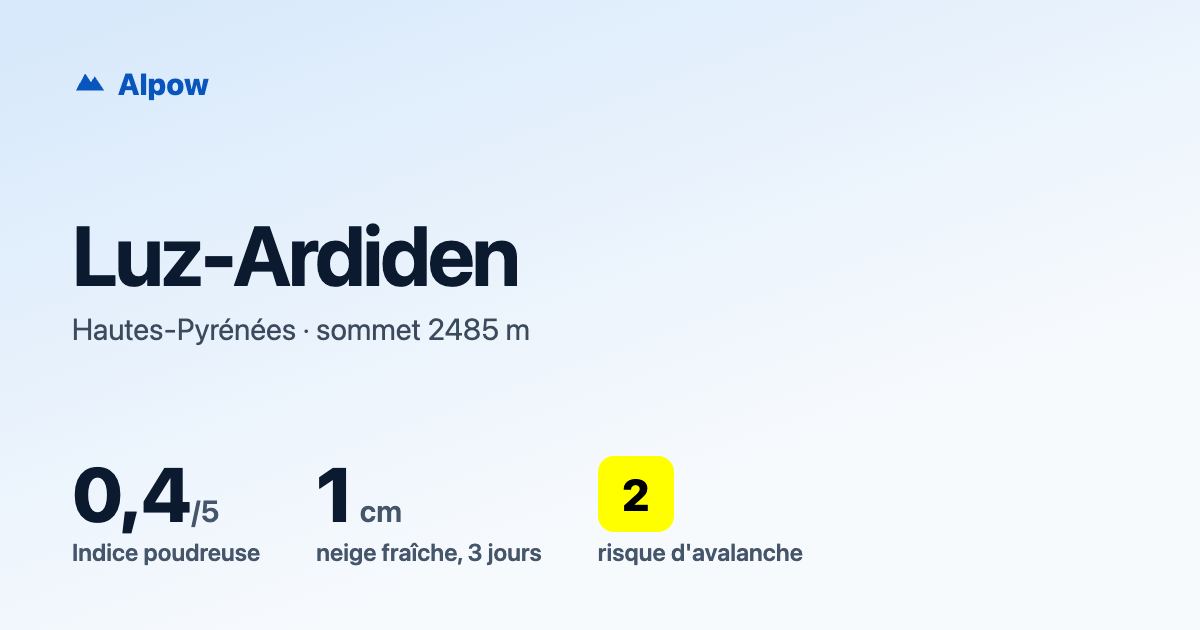 Alpow
Luz-Ardiden
Hautes-Pyrénées · sommet 2485 m
0,4/5
Indice poudreuse
1 cm
neige fraîche, 3 jours
2
risque d'avalanche